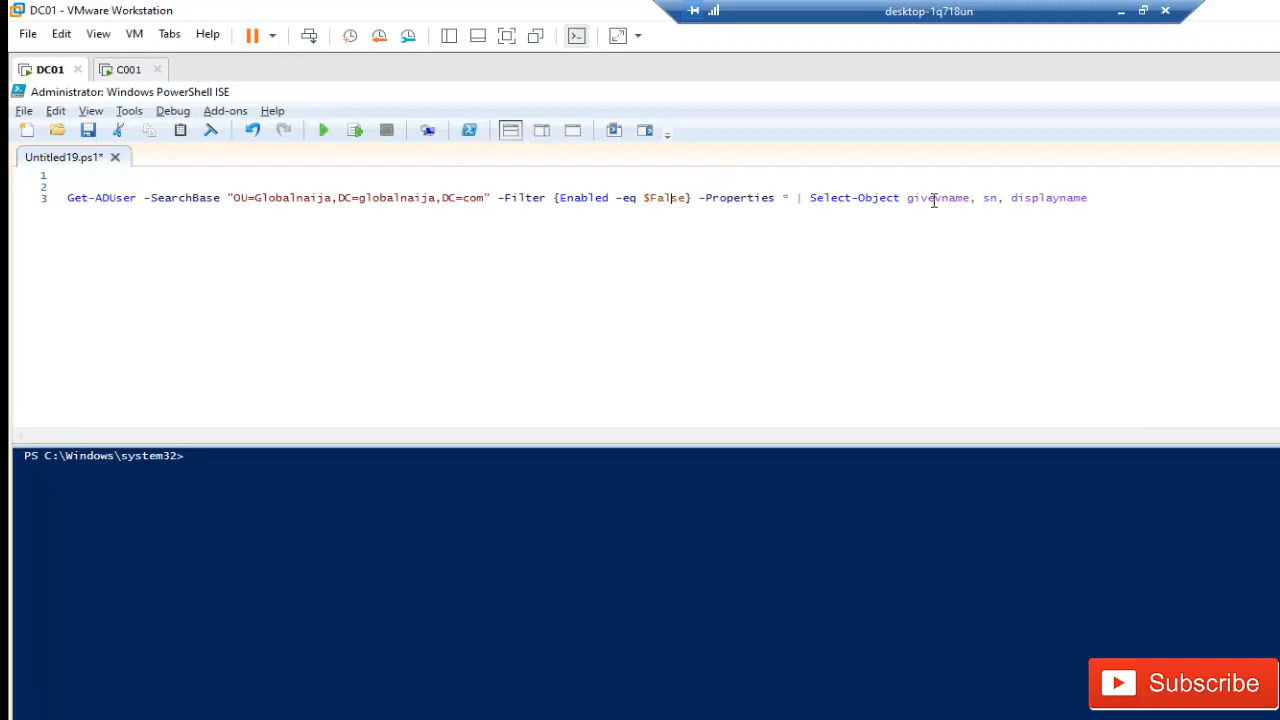 DC01 - VMware Workstation
desktop-1q718un
File Edit View VM Tabs Help
DC01 C001
Administrator: Windows PowerShell ISE
File Edit View Tools Debug Add-ons Help
Untitled19.ps1*
1
2
3 Get-ADUser -SearchBase "OU=Globalnaija,DC=globalnaija,DC=com" -Filter {Enabled -eq $False} -Properties * | Select-Object givevname, sn, displayname
PS C:\Windows\system32>
Subscribe